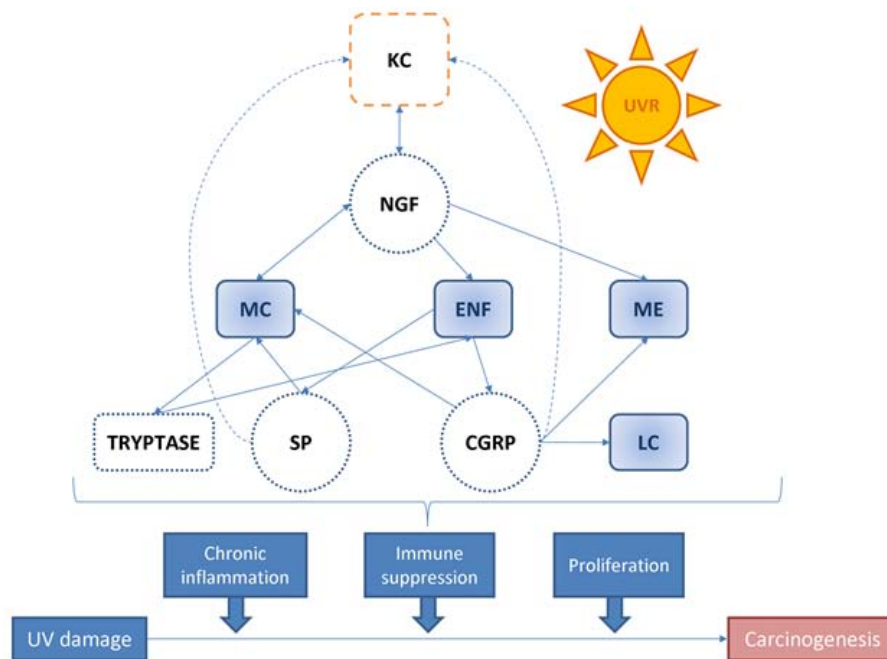 KC
UVR
NGF
MC
ENF
ME
TRYPTASE
SP
CGRP
LC
Chronic
inflammation
Immune
suppression
Proliferation
UV damage
Carcinogenesis